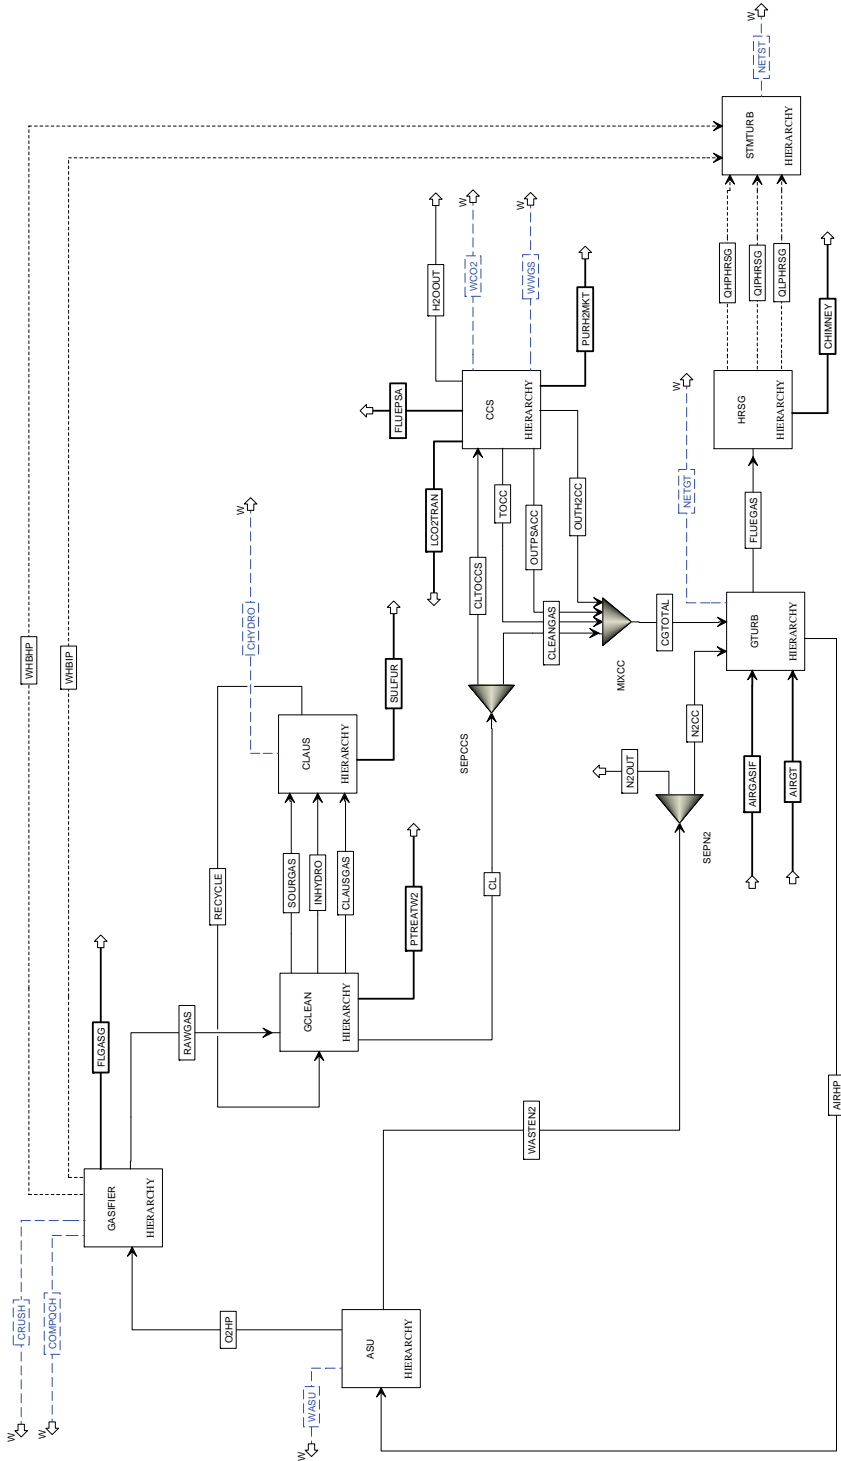 W
NETST
STMTURB
HIERARCHY
WHBHP
WHBIP
W
W
H2OOUT
WCO2
WWGS
QHPHRSG
QIPHRSG
QLPHRSG
PURH2MKT
CHIMNEY
FLUEPSA
CCS
HIERARCHY
W
HRSG
HIERARCHY
LCO2TRAN
CLTOCCS
TOCC
OUTPSACC
OUTH2CC
NETGT
FLUEGAS
W
CHYDRO
SULFUR
CLEANGAS
CGTOTAL
GTURB
HIERARCHY
MIXCC
SEPCCS
N2CC
CLAUS
HIERARCHY
N2OUT
AIRGASIF
AIRGT
SEPN2
RECYCLE
SOURGAS
INHYDRO
CLAUSGAS
PTREATW2
CL
FLGASG
RAWGAS
GCLEAN
HIERARCHY
AIRHP
WASTEN2
GASIFIER
HIERARCHY
CRUSH
COMPQCH
O2HP
ASU
HIERARCHY
WASU
W
W
W